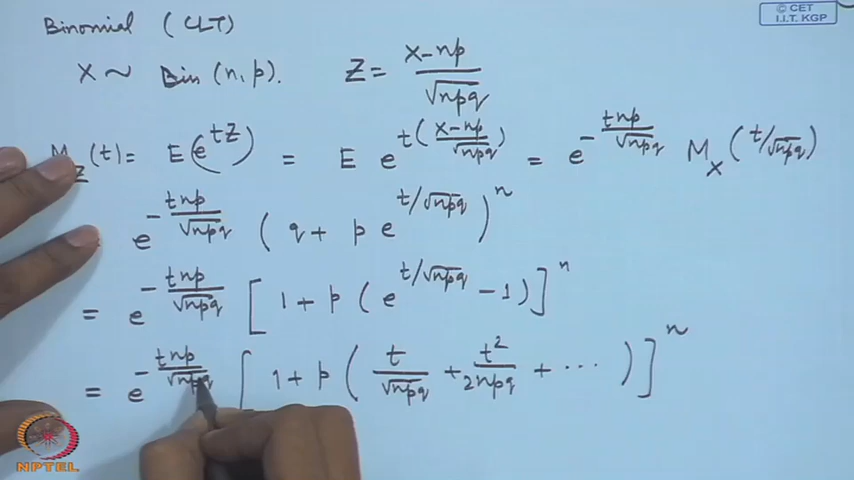 © CET
I.I.T. KGP
Binomial (CLT)
X ~ Bin (n, p). Z = (X-np)/√npq
M_Z(t) = E(e^{tZ}) = E e^{t((X-np)/√npq)} = e^{-tnp/√npq} M_X(t/√npq)
e^{-tnp/√npq} (q + p e^{t/√npq})^n
= e^{-tnp/√npq} [1 + p (e^{t/√npq} - 1)]^n
= e^{-tnp/√npq} [1 + p (t/√npq + t²/2npq + ...)]^n
NPTEL